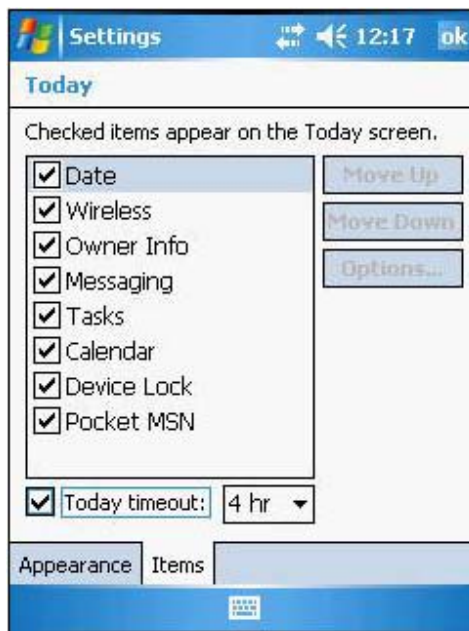 Settings 12:17 ok
Today
Checked items appear on the Today screen.
Date
Wireless
Owner Info
Messaging
Tasks
Calendar
Device Lock
Pocket MSN
Move Up
Move Down
Options...
Today timeout: 4 hr
Appearance Items